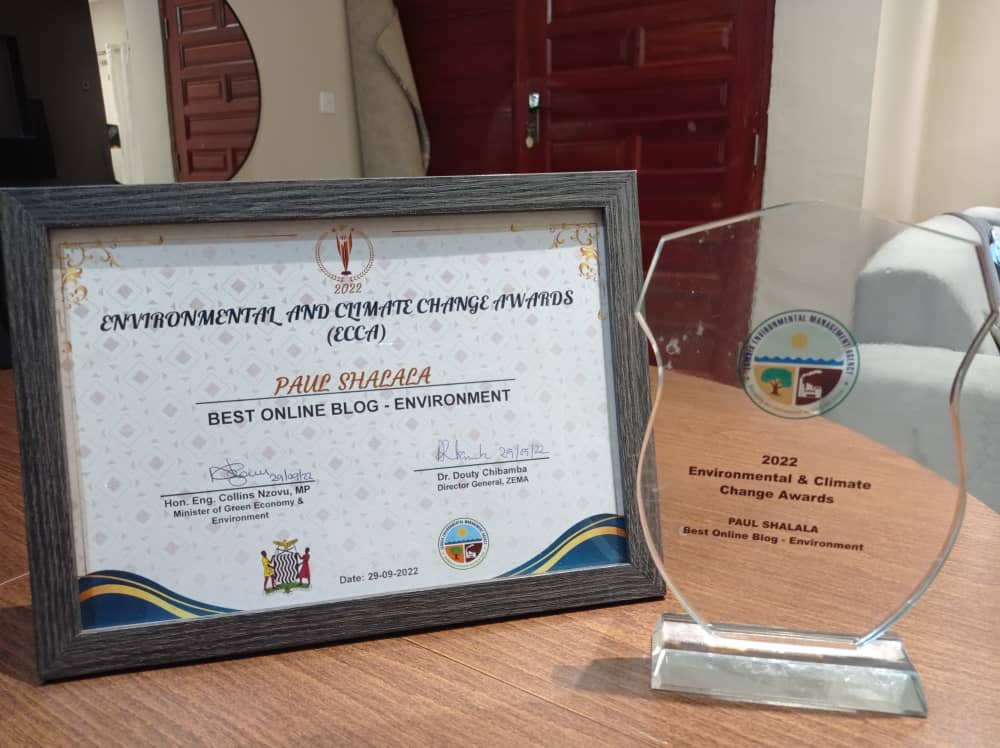 2022
ENVIRONMENTAL AND CLIMATE CHANGE AWARDS
(ECCA)
PAUL SHALALA
BEST ONLINE BLOG - ENVIRONMENT
29/09/22
Hon. Eng. Collins Nzovu, MP
Minister of Green Economy &
Environment
29/09/22
Dr. Douty Chibamba
Director General, ZEMA
Date: 29-09-2022
ZAMBIA ENVIRONMENTAL MANAGEMENT AGENCY
2022
Environmental & Climate
Change Awards
PAUL SHALALA
Best Online Blog - Environment